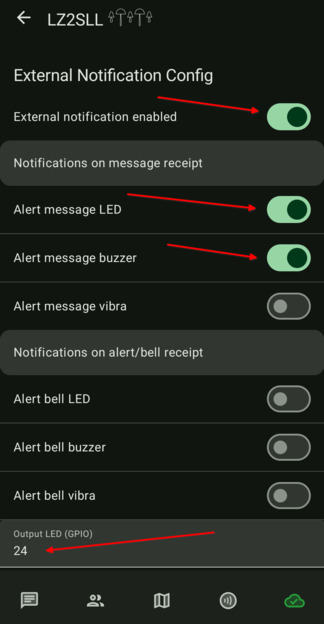 LZ2SLL
External Notification Config
External notification enabled
Notifications on message receipt
Alert message LED
Alert message buzzer
Alert message vibra
Notifications on alert/bell receipt
Alert bell LED
Alert bell buzzer
Alert bell vibra
Output LED (GPIO)
24